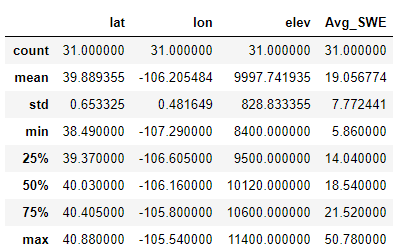 lat lon elev Avg_SWE
count 31.000000 31.000000 31.000000 31.000000
mean 39.889355 -106.205484 9997.741935 19.056774
std 0.653325 0.481649 828.833355 7.772441
min 38.490000 -107.290000 8400.000000 5.860000
25% 39.370000 -106.605000 9500.000000 14.040000
50% 40.030000 -106.160000 10120.000000 18.540000
75% 40.405000 -105.800000 10600.000000 21.520000
max 40.880000 -105.540000 11400.000000 50.780000